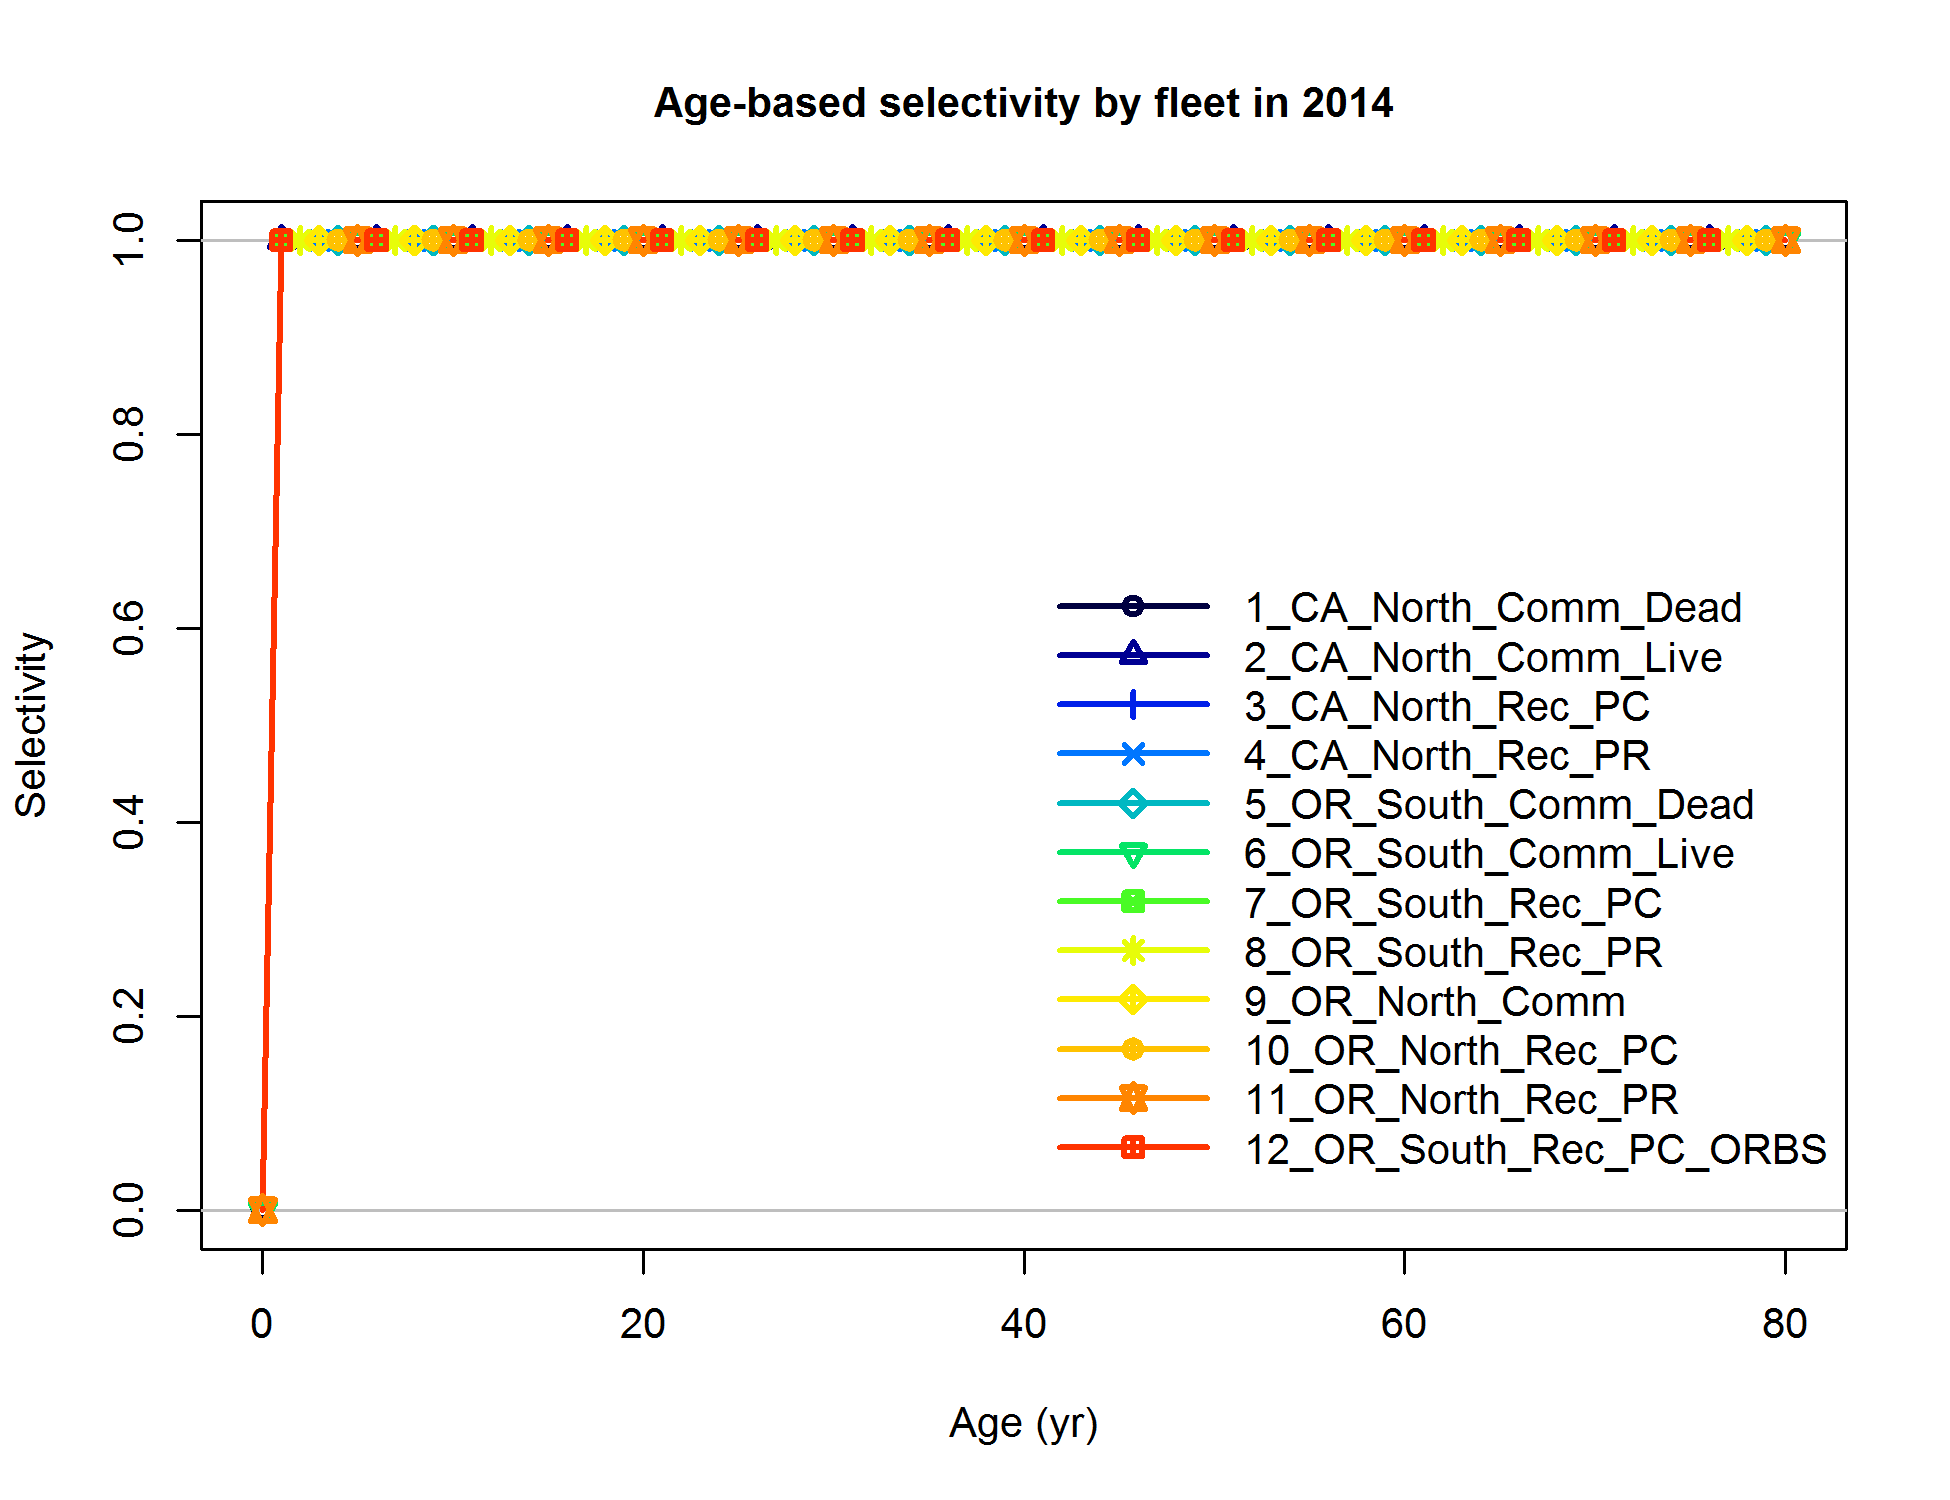 Age-based selectivity by fleet in 2014
Selectivity
1.0
0.8
0.6
0.4
0.2
0.0
1_CA_North_Comm_Dead
2_CA_North_Comm_Live
3_CA_North_Rec_PC
4_CA_North_Rec_PR
5_OR_South_Comm_Dead
6_OR_South_Comm_Live
7_OR_South_Rec_PC
8_OR_South_Rec_PR
9_OR_North_Comm
10_OR_North_Rec_PC
11_OR_North_Rec_PR
12_OR_South_Rec_PC_ORBS
0 20 40 60 80
Age (yr)